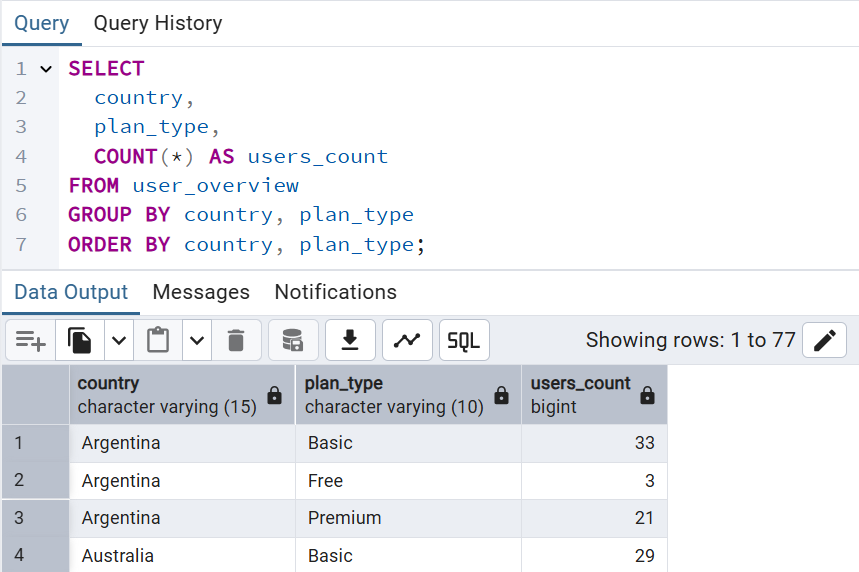 Query Query History
1 SELECT
2 country,
3 plan_type,
4 COUNT(*) AS users_count
5 FROM user_overview
6 GROUP BY country, plan_type
7 ORDER BY country, plan_type;
Data Output Messages Notifications
SQL Showing rows: 1 to 77
country plan_type users_count
character varying (15) character varying (10) bigint
1 Argentina Basic 33
2 Argentina Free 3
3 Argentina Premium 21
4 Australia Basic 29